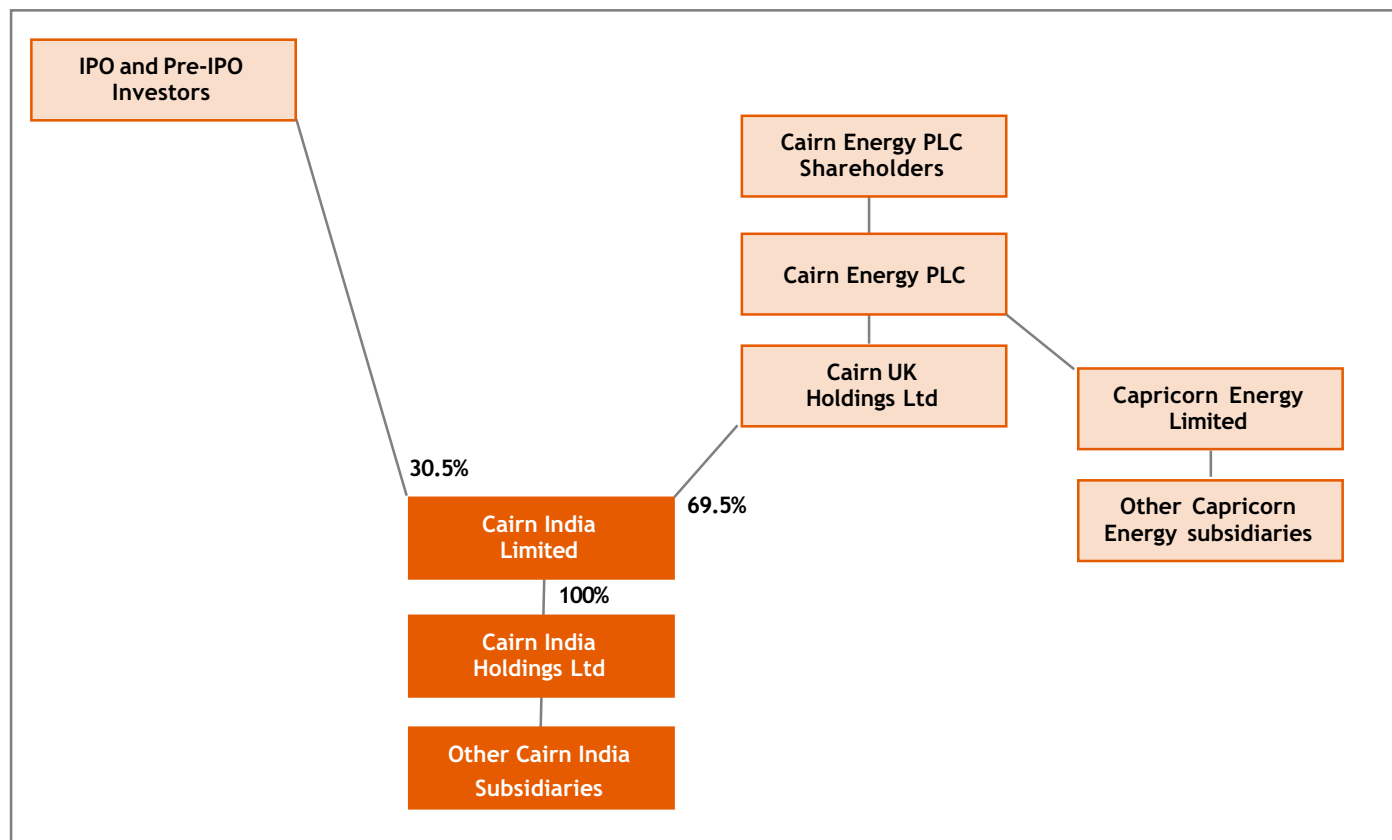 IPO and Pre-IPO
Investors
Cairn Energy PLC
Shareholders
Cairn Energy PLC
Cairn UK
Holdings Ltd
Capricorn Energy
Limited
Other Capricorn
Energy subsidiaries
30.5%
69.5%
Cairn India
Limited
100%
Cairn India
Holdings Ltd
Other Cairn India
Subsidiaries